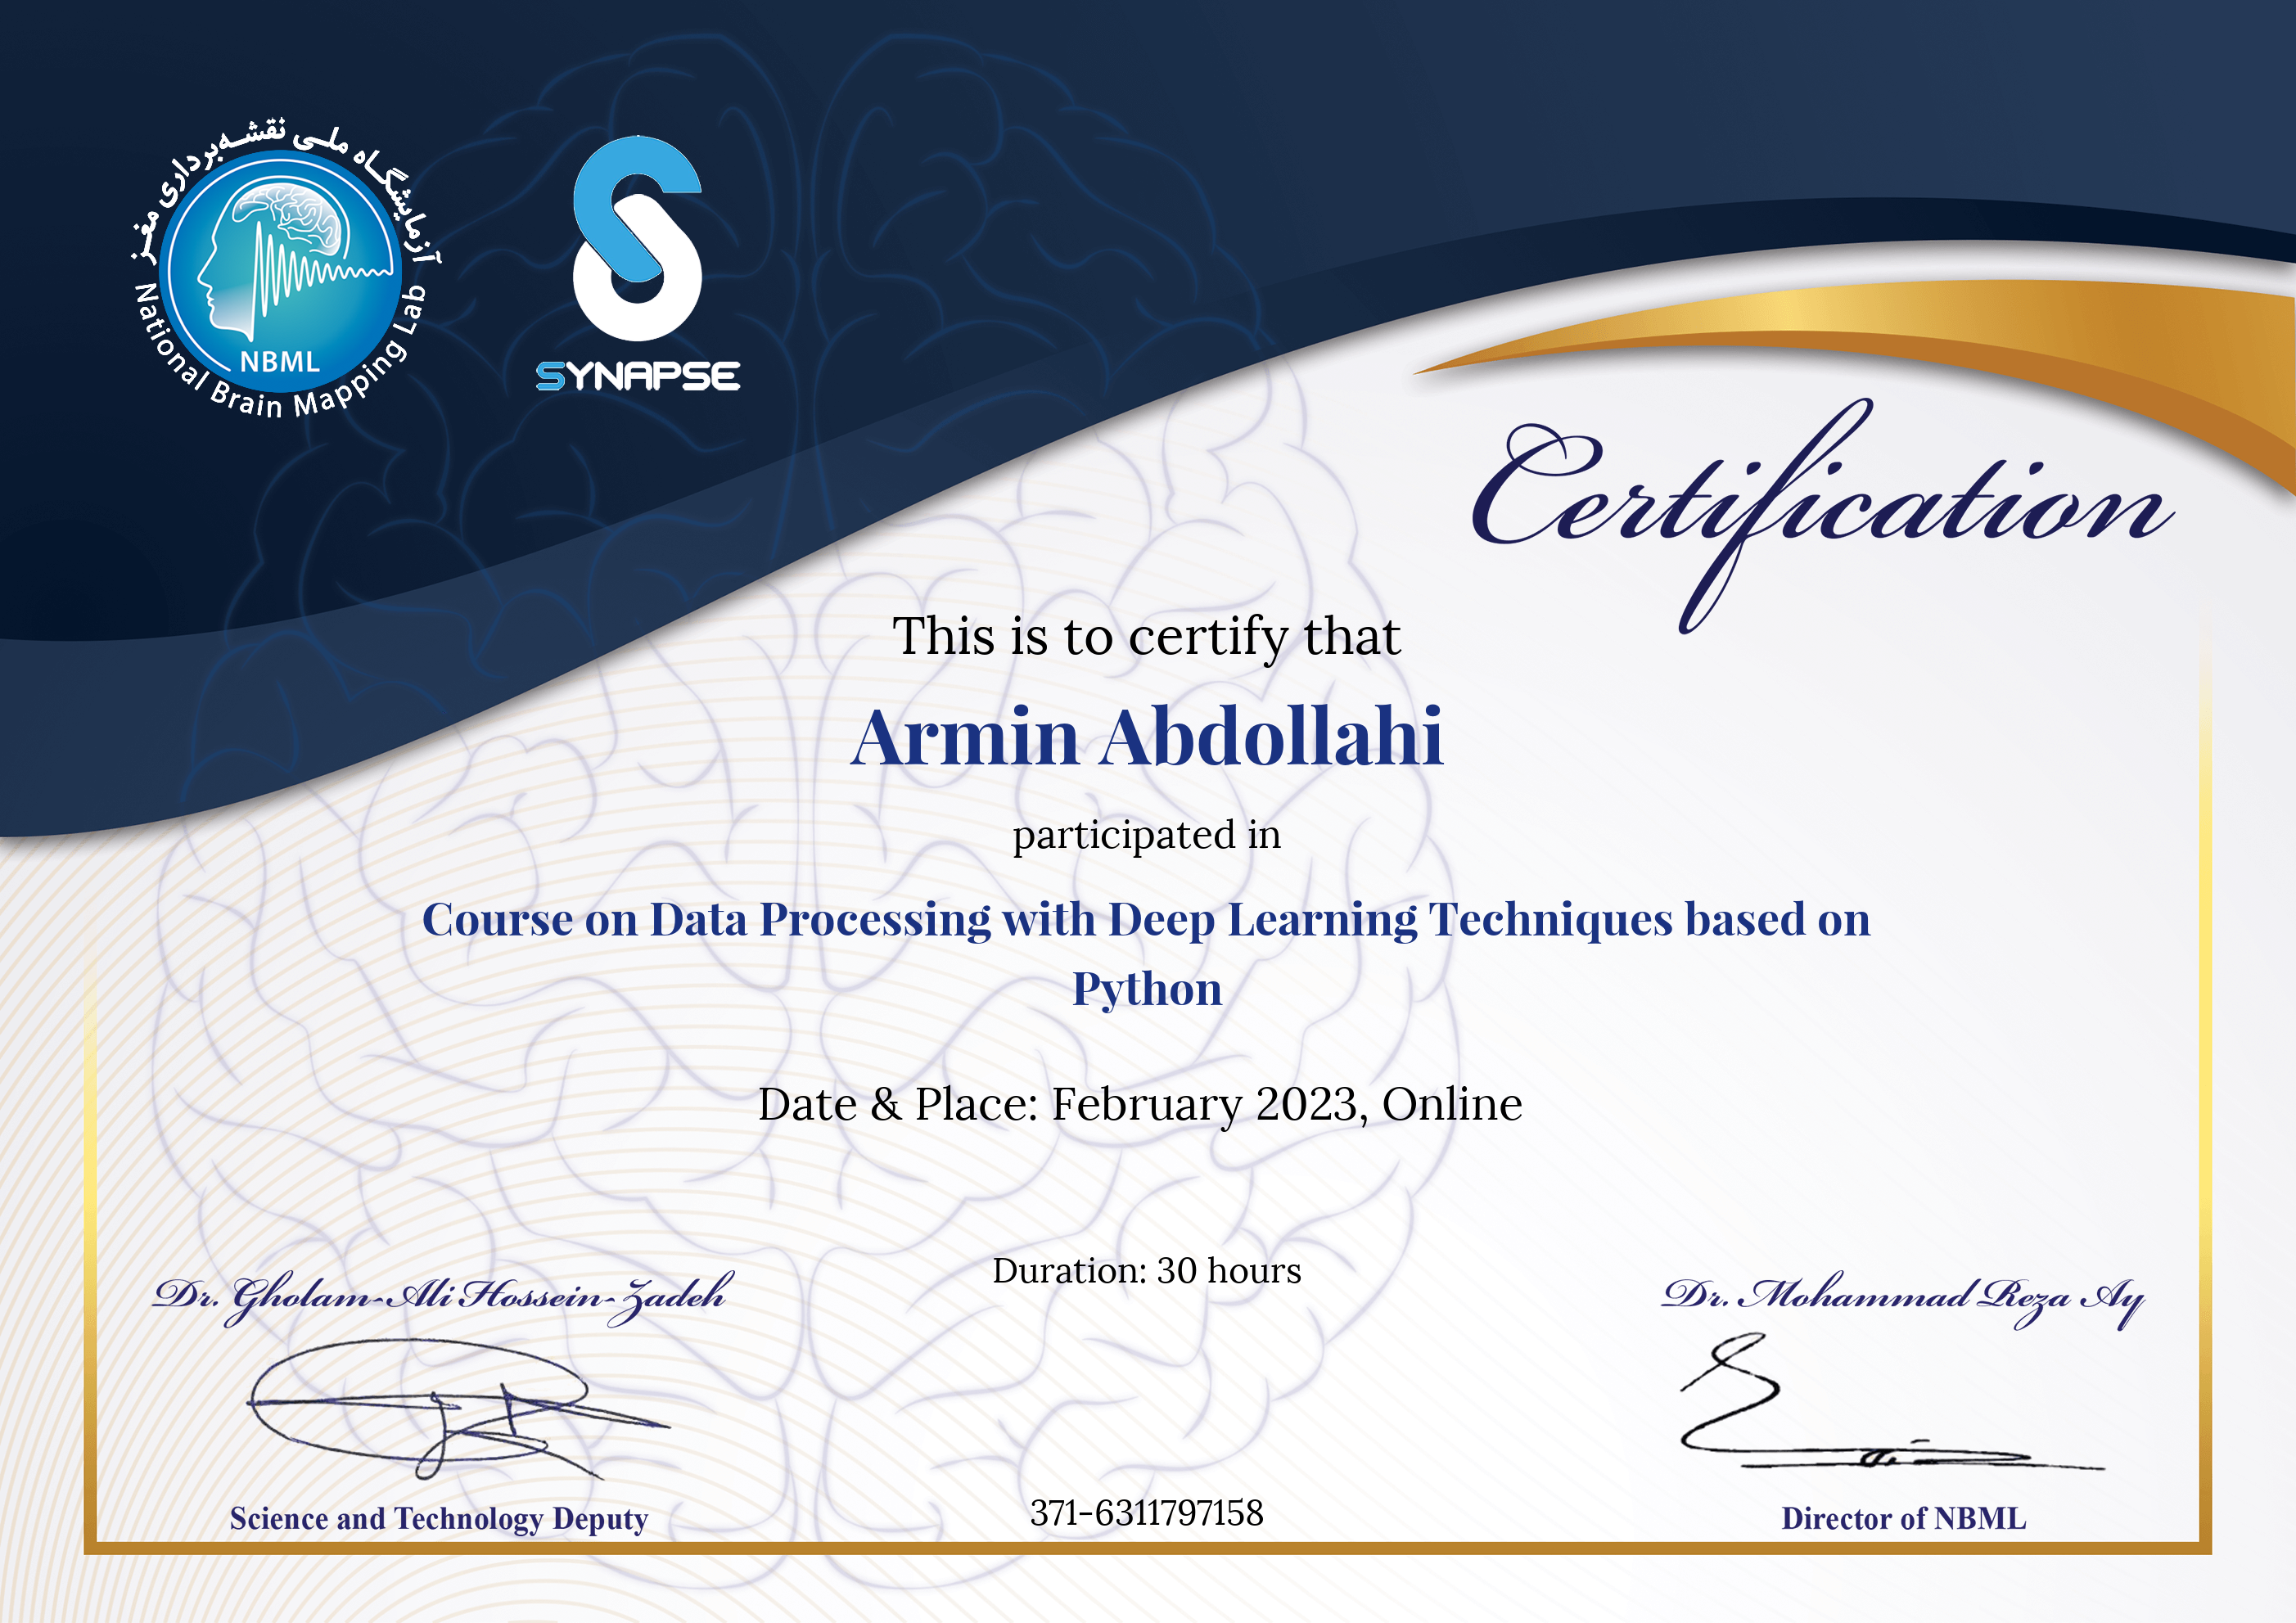 آزمایشگاه ملی نقشه‌برداری مغز
NBML
National Brain Mapping Lab
SYNAPSE
Certification
This is to certify that
Armin Abdollahi
participated in
Course on Data Processing with Deep Learning Techniques based on
Python
Date & Place: February 2023, Online
Duration: 30 hours
Dr. Gholam-Ali Hossein-Zadeh
Science and Technology Deputy
371-6311797158
Dr. Mohammad Reza Ay
Director of NBML